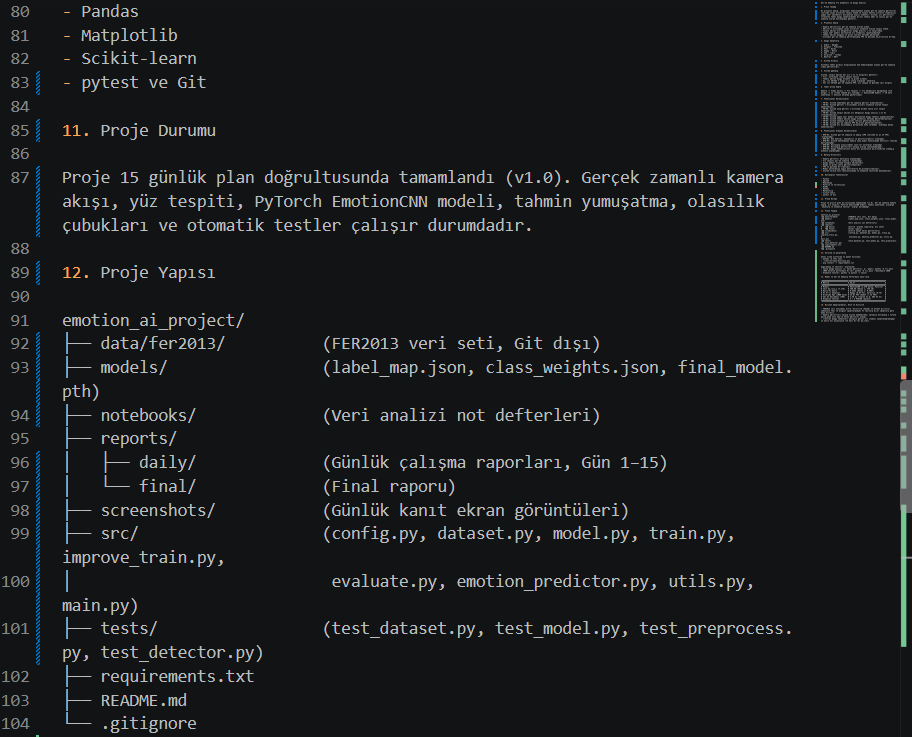 80 - Pandas
81 - Matplotlib
82 - Scikit-learn
83 - pytest ve Git
84
85 11. Proje Durumu
86
87 Proje 15 günlük plan doğrultusunda tamamlandı (v1.0). Gerçek zamanlı kamera
akışı, yüz tespiti, PyTorch EmotionCNN modeli, tahmin yumuşatma, olasılık
çubukları ve otomatik testler çalışır durumdadır.
88
89 12. Proje Yapısı
90
91 emotion_ai_project/
92 ├── data/fer2013/ (FER2013 veri seti, Git dışı)
93 ├── models/ (label_map.json, class_weights.json, final_model.
pth)
94 ├── notebooks/ (Veri analizi not defterleri)
95 ├── reports/
96 │ ├── daily/ (Günlük çalışma raporları, Gün 1–15)
97 │ └── final/ (Final raporu)
98 ├── screenshots/ (Günlük kanıt ekran görüntüleri)
99 ├── src/ (config.py, dataset.py, model.py, train.py,
improve_train.py,
100 │ evaluate.py, emotion_predictor.py, utils.py,
main.py)
101 ├── tests/ (test_dataset.py, test_model.py, test_preprocess.
py, test_detector.py)
102 ├── requirements.txt
103 ├── README.md
104 └── .gitignore